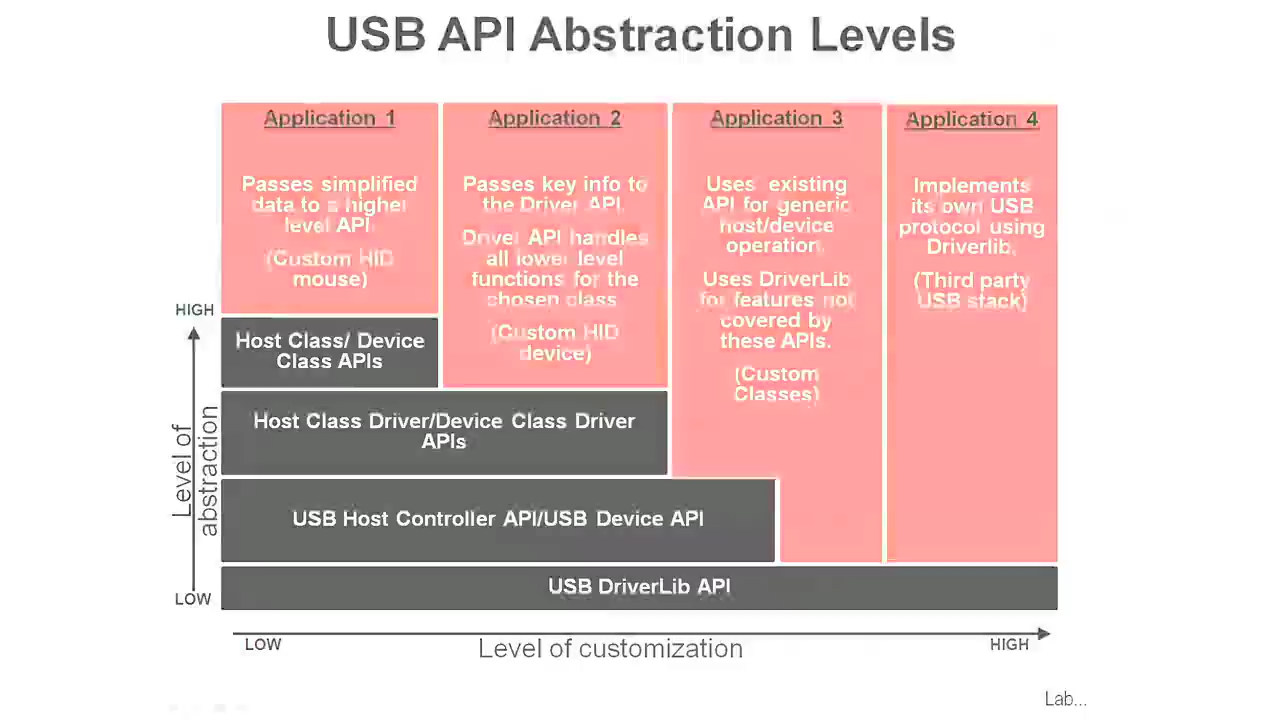 USB API Abstraction Levels
Application 1
Passes simplified
data to a higher
level API.
(Custom HID
mouse)
Application 2
Passes key info to
the Driver API.
Driver API handles
all lower level
functions for the
chosen class
(Custom HID
device)
Application 3
Uses existing
API for generic
host/device
operation.
Uses DriverLib
for features not
covered by
these APIs.
(Custom
Classes)
Application 4
Implements
its own USB
protocol using
Driverlib.
(Third party
USB stack)
HIGH
Level of
abstraction
LOW
Host Class/ Device
Class APIs
Host Class Driver/Device Class Driver
APIs
USB Host Controller API/USB Device API
USB DriverLib API
LOW
Level of customization
HIGH
Lab...